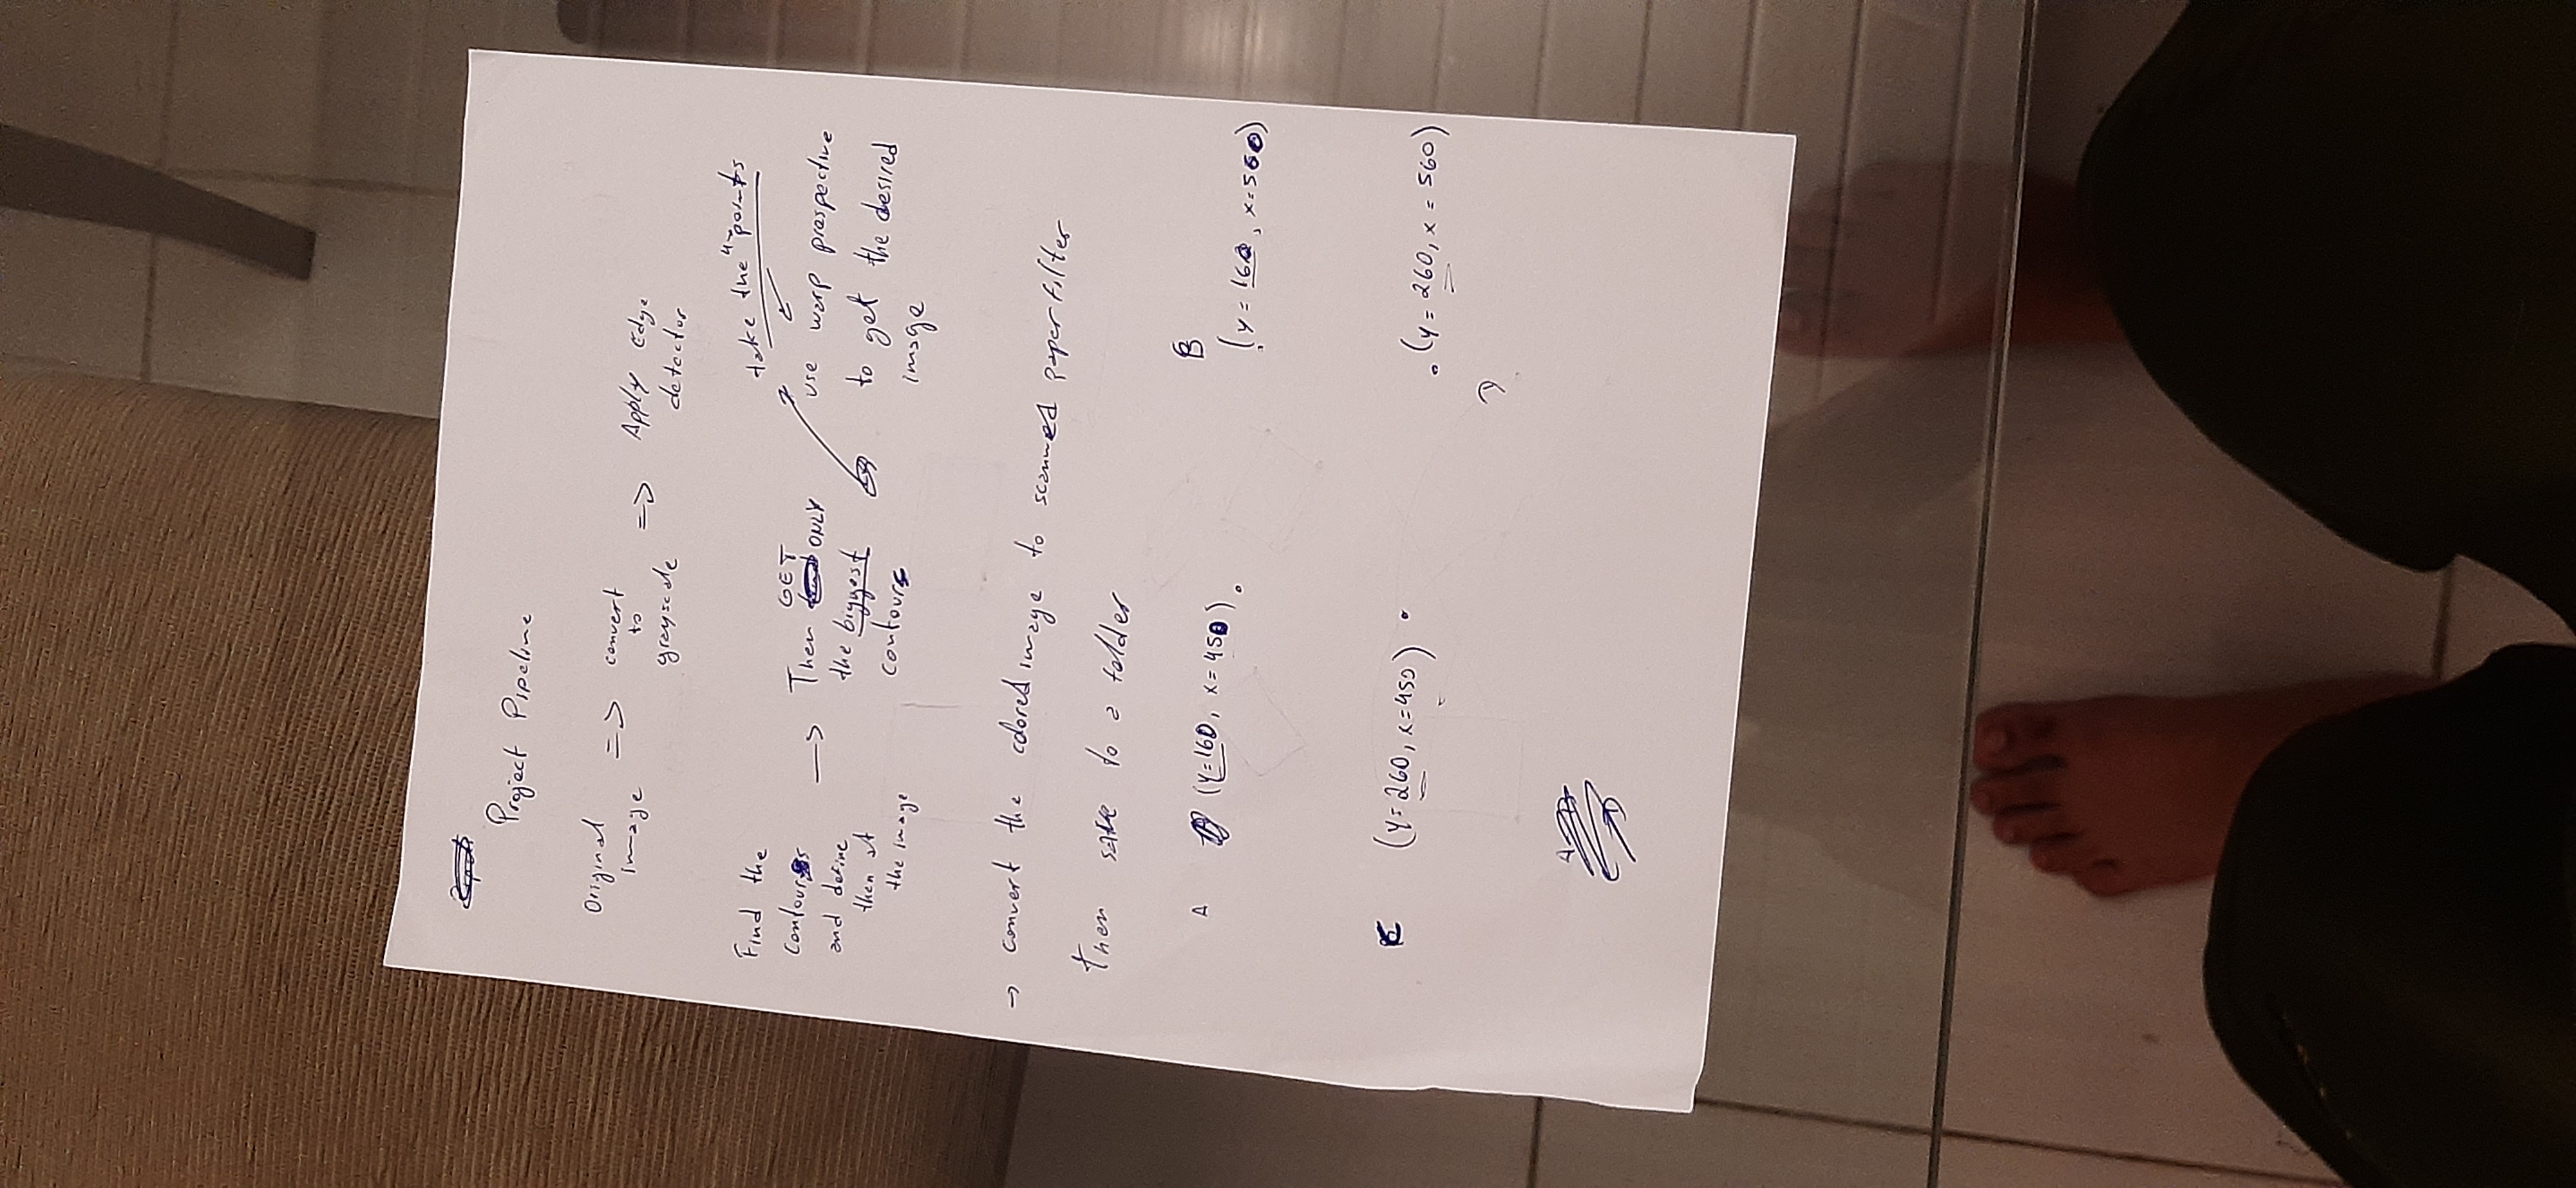 Project Pipeline
Original image => convert to grayscale => Apply Edge detector
Find the
contours
and define
them at
the image
→
Then GET ONLY
the biggest
contours
take the 4 points
use warp prespective
to get the desired
image
→ convert the colored image to scanned paper filter
Then save to a folder
A (y=160, x=450)
B
(y=160, x=560)
C (y=260, x=450)
(y=260, x=560)